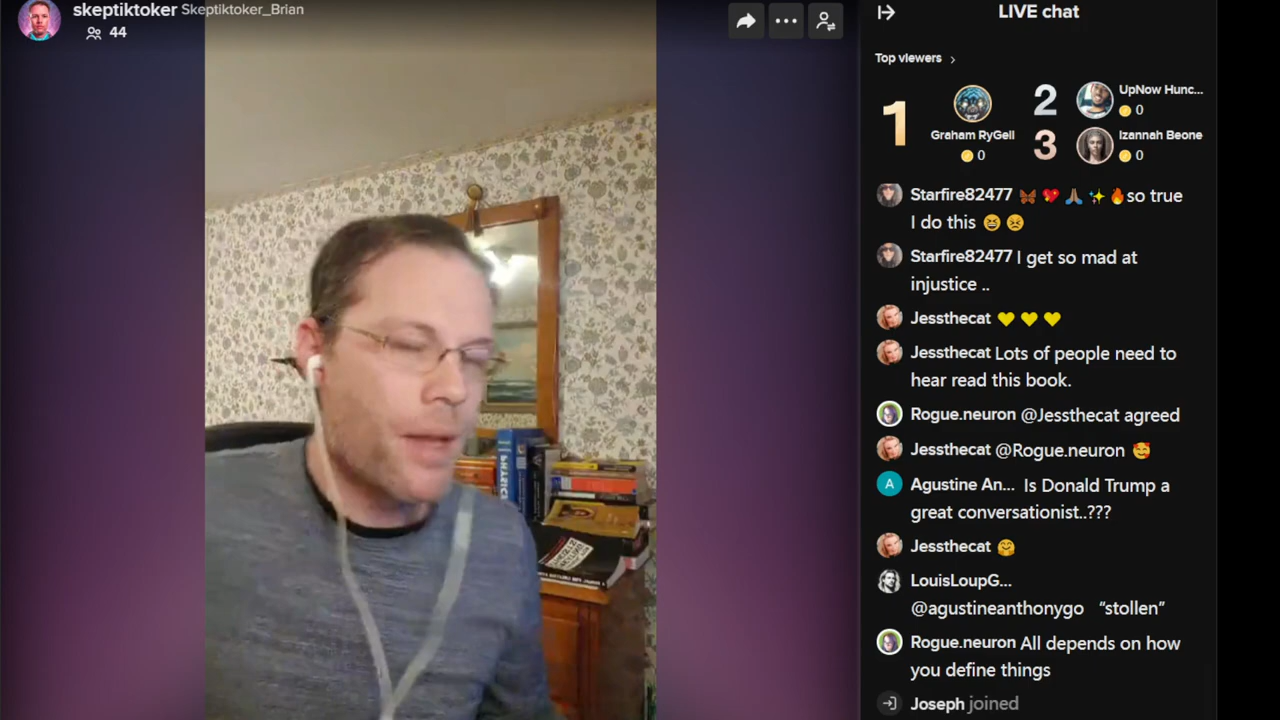 skeptiktoker Skeptiktoker_Brian
44
LIVE chat
Top viewers
1
Graham RyGell
0
2
UpNow Hunc...
0
3
Izannah Beone
0
Starfire82477 🦋💖🙏✨🔥so true
I do this 😆 😣
Starfire82477 I get so mad at
injustice ..
Jessthecat 💛 💛 💛
Jessthecat Lots of people need to
hear read this book.
Rogue.neuron @Jessthecat agreed
Jessthecat @Rogue.neuron 🥰
A Agustine An... Is Donald Trump a
great conversationist..???
Jessthecat 🤗
LouisLoupG...
@agustineanthonygo “stollen”
Rogue.neuron All depends on how
you define things
Joseph joined
PHYSICS